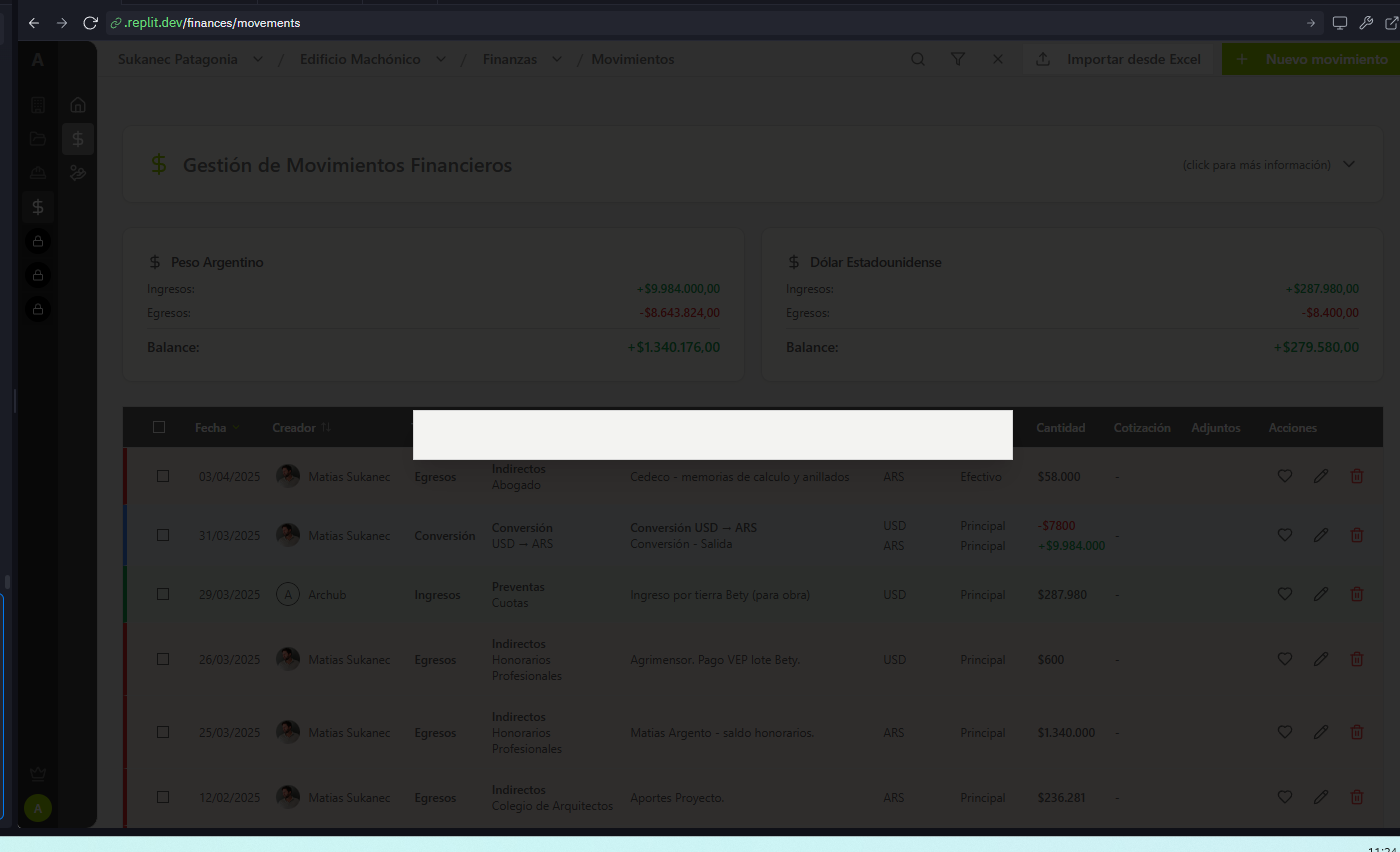 .replit.dev/finances/movements
A
Sukanec Patagonia / Edificio Machónico / Finanzas / Movimientos
Importar desde Excel
+ Nuevo movimiento
$ Gestión de Movimientos Financieros
(click para más información)
$ Peso Argentino
Ingresos: +$9.984.000,00
Egresos: -$8.643.824,00
Balance: +$1.340.176,00
$ Dólar Estadounidense
Ingresos: +$287.980,00
Egresos: -$8.400,00
Balance: +$279.580,00
Fecha Creador Cantidad Cotización Adjuntos Acciones
03/04/2025 Matias Sukanec Egresos Indirectos Abogado Cedeco - memorias de calculo y anillados ARS Efectivo $58.000 -
31/03/2025 Matias Sukanec Conversión Conversión USD → ARS Conversión USD → ARS Conversión - Salida USD ARS Principal Principal -$7800 +$9.984.000 -
29/03/2025 A Archub Ingresos Preventas Cuotas Ingreso por tierra Bety (para obra) USD Principal $287.980 -
26/03/2025 Matias Sukanec Egresos Indirectos Honorarios Profesionales Agrimensor. Pago VEP lote Bety. USD Principal $600 -
25/03/2025 Matias Sukanec Egresos Indirectos Honorarios Profesionales Matias Argento - saldo honorarios. ARS Principal $1.340.000 -
12/02/2025 Matias Sukanec Egresos Indirectos Colegio de Arquitectos Aportes Proyecto. ARS Principal $236.281 -
A